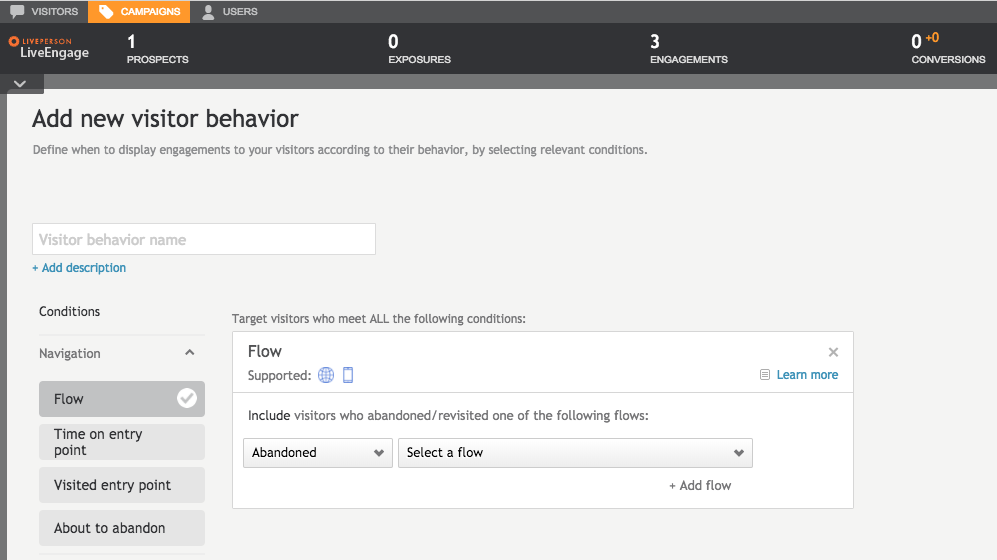 VISITORS CAMPAIGNS USERS
LIVEPERSON
LiveEngage
1 0 3 0 +0
PROSPECTS EXPOSURES ENGAGEMENTS CONVERSIONS
Add new visitor behavior
Define when to display engagements to your visitors according to their behavior, by selecting relevant conditions.
Visitor behavior name
+ Add description
Conditions
Navigation
Flow
Time on entry
point
Visited entry point
About to abandon
Target visitors who meet ALL the following conditions:
Flow
Supported:
Learn more
Include visitors who abandoned/revisited one of the following flows:
Abandoned Select a flow
+ Add flow